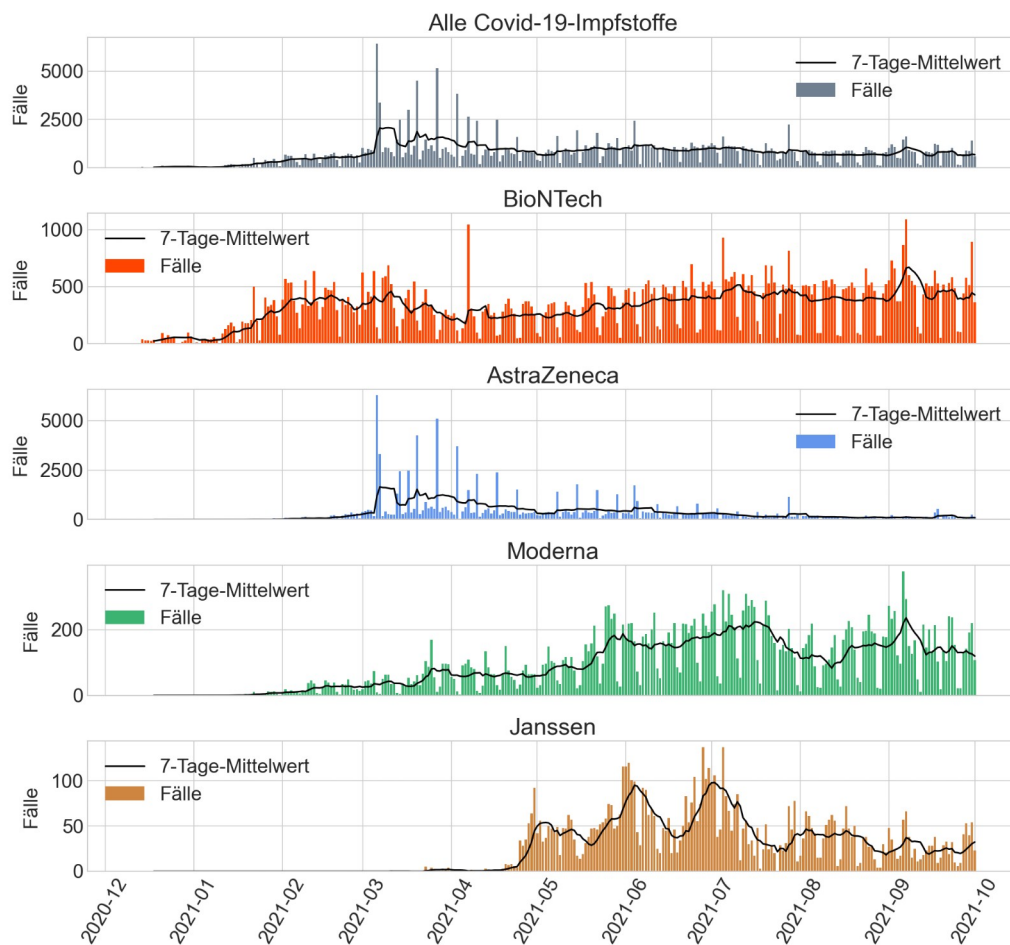 Alle Covid-19-Impfstoffe
Fälle
5000
2500
0
7-Tage-Mittelwert
Fälle
BioNTech
Fälle
1000
500
0
7-Tage-Mittelwert
Fälle
AstraZeneca
Fälle
5000
2500
0
7-Tage-Mittelwert
Fälle
Moderna
Fälle
200
100
0
7-Tage-Mittelwert
Fälle
Janssen
Fälle
100
50
0
7-Tage-Mittelwert
Fälle
2020-12
2021-01
2021-02
2021-03
2021-04
2021-05
2021-06
2021-07
2021-08
2021-09
2021-10